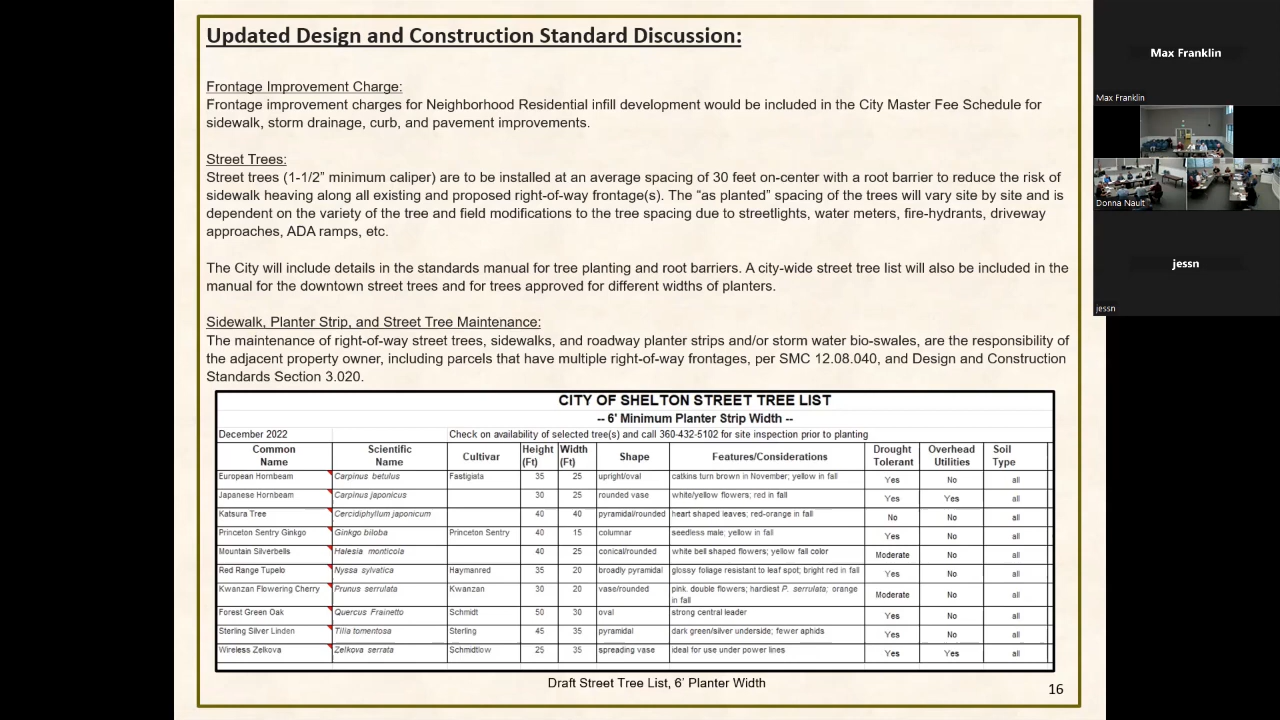 Updated Design and Construction Standard Discussion:
Frontage Improvement Charge:
Frontage improvement charges for Neighborhood Residential infill development would be included in the City Master Fee Schedule for
sidewalk, storm drainage, curb, and pavement improvements.
Street Trees:
Street trees (1-1/2” minimum caliper) are to be installed at an average spacing of 30 feet on-center with a root barrier to reduce the risk of
sidewalk heaving along all existing and proposed right-of-way frontage(s). The “as planted” spacing of the trees will vary site by site and is
dependent on the variety of the tree and field modifications to the tree spacing due to streetlights, water meters, fire-hydrants, driveway
approaches, ADA ramps, etc.
The City will include details in the standards manual for tree planting and root barriers. A city-wide street tree list will also be included in the
manual for the downtown street trees and for trees approved for different widths of planters.
Sidewalk, Planter Strip, and Street Tree Maintenance:
The maintenance of right-of-way street trees, sidewalks, and roadway planter strips and/or storm water bio-swales, are the responsibility of
the adjacent property owner, including parcels that have multiple right-of-way frontages, per SMC 12.08.040, and Design and Construction
Standards Section 3.020.
CITY OF SHELTON STREET TREE LIST
-- 6' Minimum Planter Strip Width --
December 2022 Check on availability of selected tree(s) and call 360-432-5102 for site inspection prior to planting
Common Name Scientific Name Cultivar Height (Ft) Width (Ft) Shape Features/Considerations Drought Tolerant Overhead Utilities Soil Type
European Hornbeam Carpinus betulus Fastigiata 35 25 upright/oval catkins turn brown in November; yellow in fall Yes No all
Japanese Hornbeam Carpinus japonicus 30 25 rounded vase white/yellow flowers; red in fall Yes Yes all
Katsura Tree Cercidiphyllum japonicum 40 40 pyramidal/rounded heart shaped leaves; red-orange in fall No No all
Princeton Sentry Ginkgo Ginkgo biloba Princeton Sentry 40 15 columnar seedless male; yellow in fall Yes No all
Mountain Silverbells Halesia monticola 40 25 conical/rounded white bell shaped flowers; yellow fall color Moderate No all
Red Range Tupelo Nyssa sylvatica Haymanred 35 20 broadly pyramidal glossy foliage resistant to leaf spot; bright red in fall Yes No all
Kwanzan Flowering Cherry Prunus serrulata Kwanzan 30 20 vase/rounded pink. double flowers; hardiest P. serrulata; orange in fall Moderate No all
Forest Green Oak Quercus Frainetto Schmidt 50 30 oval strong central leader Yes No all
Sterling Silver Linden Tilia tomentosa Sterling 45 35 pyramidal dark green/silver underside; fewer aphids Yes No all
Wireless Zelkova Zelkova serrata Schmidtlow 25 35 spreading vase ideal for use under power lines Yes Yes all
Draft Street Tree List, 6’ Planter Width
16
Max Franklin
Max Franklin
Donna Nault
jessn
jessn